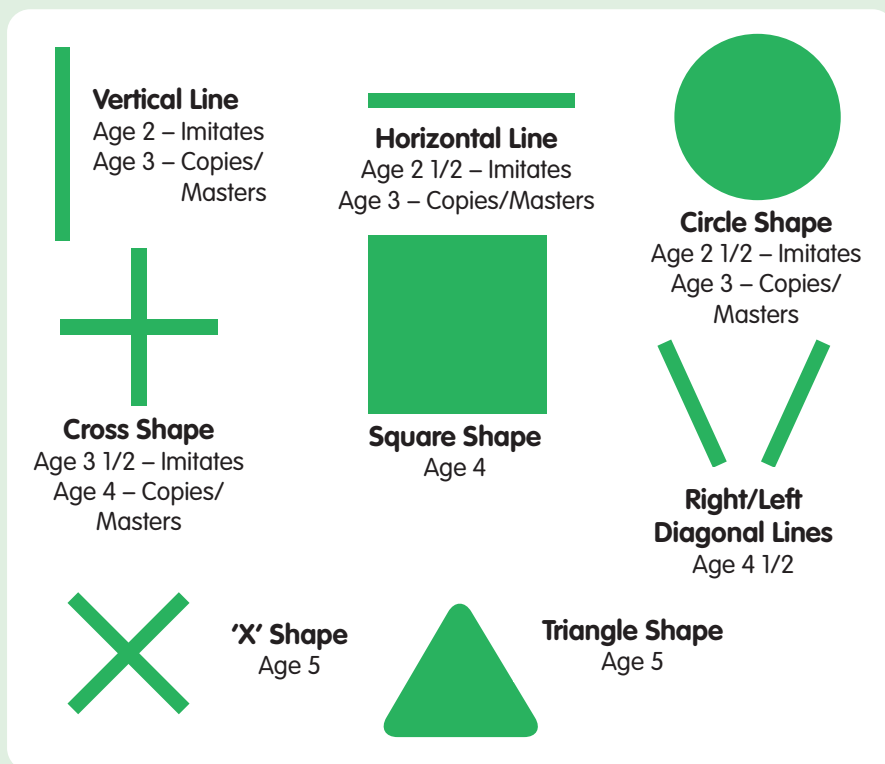 Vertical Line
Age 2 – Imitates
Age 3 – Copies/
Masters
Horizontal Line
Age 2 1/2 – Imitates
Age 3 – Copies/Masters
Circle Shape
Age 2 1/2 – Imitates
Age 3 – Copies/
Masters
Cross Shape
Age 3 1/2 – Imitates
Age 4 – Copies/
Masters
Square Shape
Age 4
Right/Left
Diagonal Lines
Age 4 1/2
'X' Shape
Age 5
Triangle Shape
Age 5